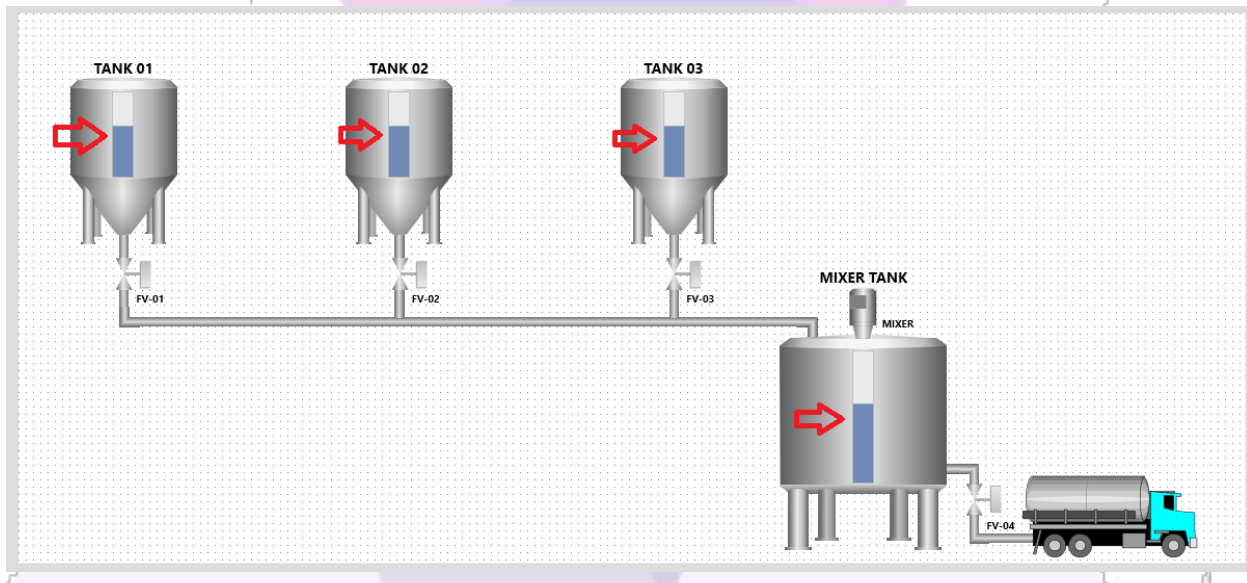 TANK 01
TANK 02
TANK 03
FV-01
FV-02
FV-03
MIXER TANK
MIXER
FV-04